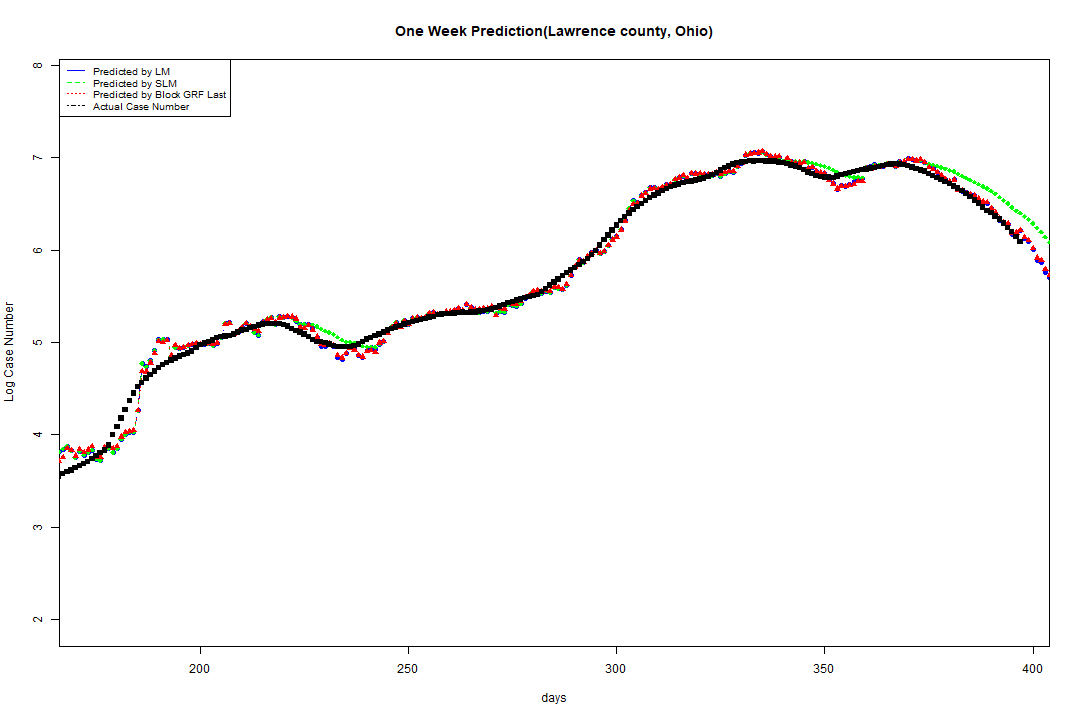 One Week Prediction(Lawrence county, Ohio)
Predicted by LM
Predicted by SLM
Predicted by Block GRF Last
Actual Case Number
8
7
6
5
4
3
2
Log Case Number
200 250 300 350 400
days